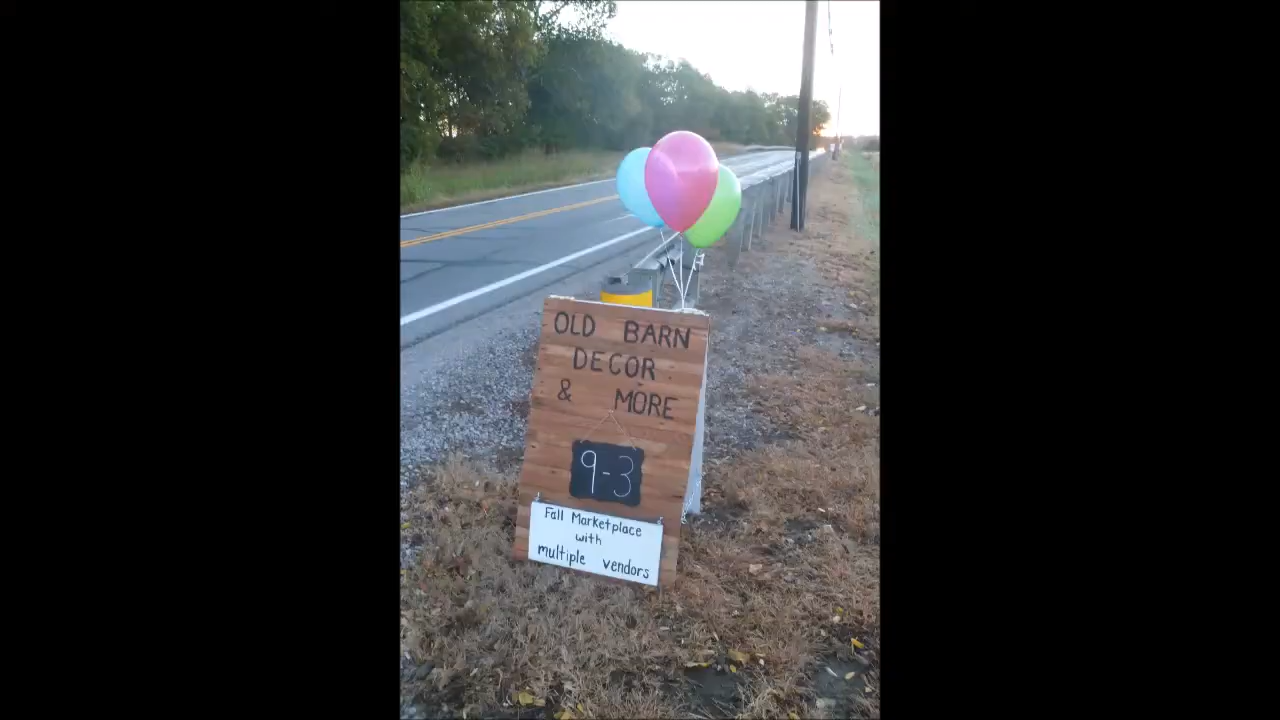 OLD BARN
DECOR
& MORE
9-3
Fall Marketplace
with
multiple vendors